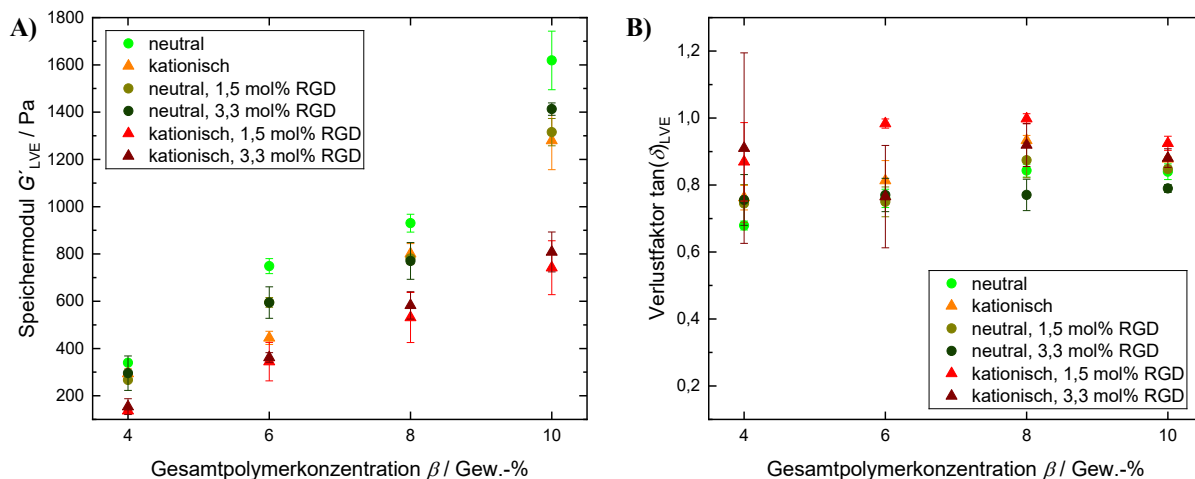 A)
1800
1600
1400
1200
1000
800
600
400
200
4
6
8
10
Speichermodul G′LVE / Pa
Gesamtpolymerkonzentration β / Gew.-%
neutral
kationisch
neutral, 1,5 mol% RGD
neutral, 3,3 mol% RGD
kationisch, 1,5 mol% RGD
kationisch, 3,3 mol% RGD
B)
1,2
1,0
0,8
0,6
0,4
0,2
4
6
8
10
Verlustfaktor tan(δ)LVE
Gesamtpolymerkonzentration β / Gew.-%
neutral
kationisch
neutral, 1,5 mol% RGD
neutral, 3,3 mol% RGD
kationisch, 1,5 mol% RGD
kationisch, 3,3 mol% RGD